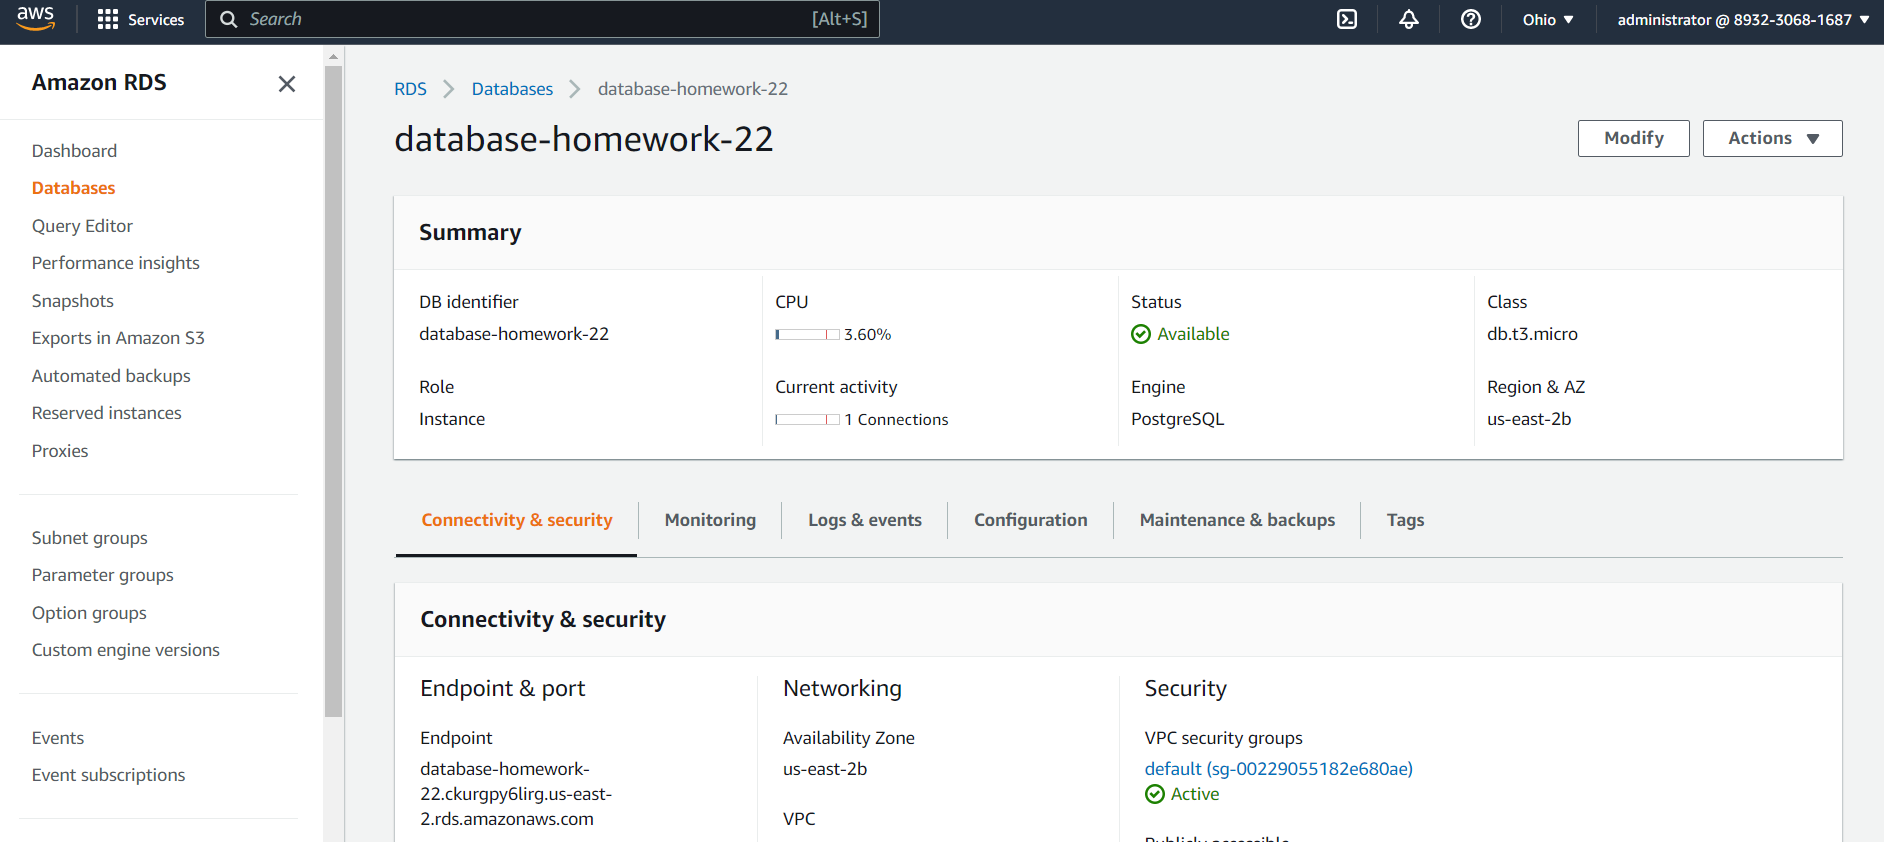 aws
Services
Search
[Alt+S]
Ohio
administrator @ 8932-3068-1687
Amazon RDS
Dashboard
Databases
Query Editor
Performance insights
Snapshots
Exports in Amazon S3
Automated backups
Reserved instances
Proxies
Subnet groups
Parameter groups
Option groups
Custom engine versions
Events
Event subscriptions
RDS
Databases
database-homework-22
database-homework-22
Modify
Actions
Summary
DB identifier
database-homework-22
CPU
3.60%
Status
Available
Class
db.t3.micro
Role
Instance
Current activity
1 Connections
Engine
PostgreSQL
Region & AZ
us-east-2b
Connectivity & security
Monitoring
Logs & events
Configuration
Maintenance & backups
Tags
Connectivity & security
Endpoint & port
Endpoint
database-homework-
22.ckurgpy6lirg.us-east-
2.rds.amazonaws.com
Networking
Availability Zone
us-east-2b
VPC
Security
VPC security groups
default (sg-00229055182e680ae)
Active
Publicly accessible